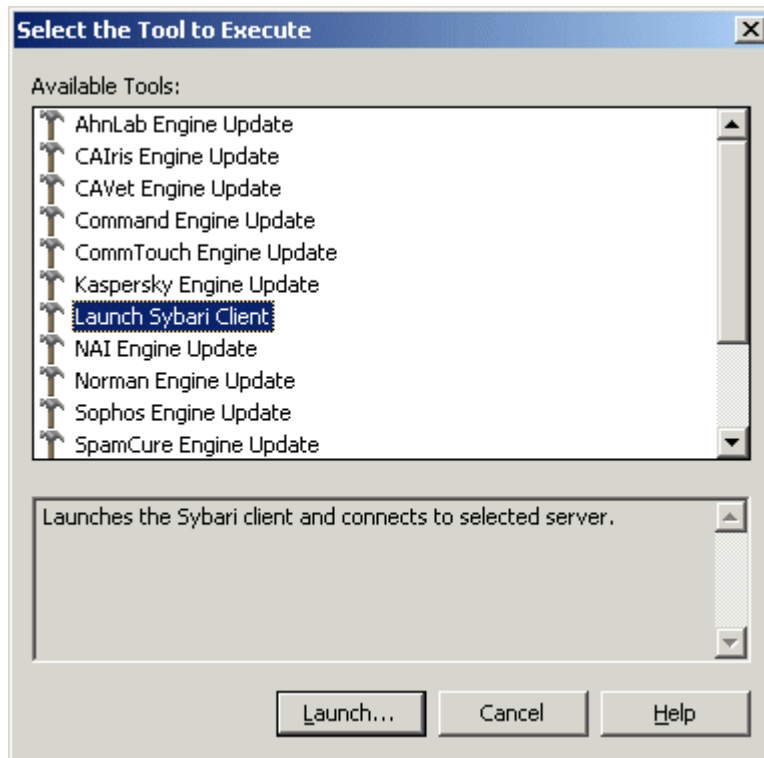 Select the Tool to Execute
Available Tools:
AhnLab Engine Update
CAIris Engine Update
CAVet Engine Update
Command Engine Update
CommTouch Engine Update
Kaspersky Engine Update
Launch Sybari Client
NAI Engine Update
Norman Engine Update
Sophos Engine Update
SpamCure Engine Update
Launches the Sybari client and connects to selected server.
Launch... Cancel Help